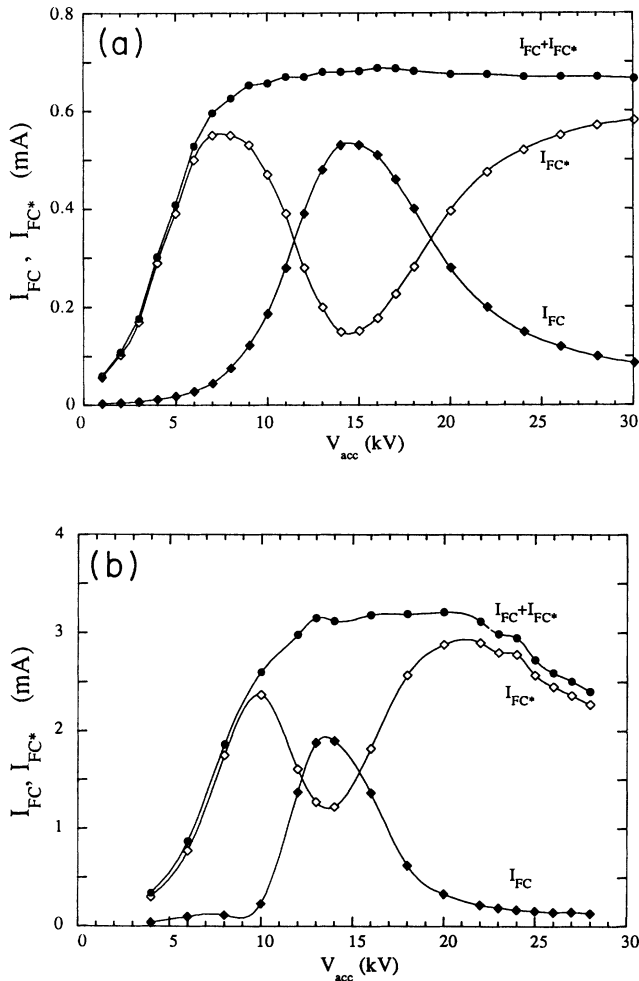 (a)
0.8
0.6
0.4
0.2
0
I_FC , I_FC* (mA)
I_FC+I_FC*
I_FC*
I_FC
0 5 10 15 20 25 30
V_acc (kV)
(b)
4
3
2
1
0
I_FC, I_FC* (mA)
I_FC+I_FC*
I_FC*
I_FC
0 5 10 15 20 25 30
V_acc (kV)